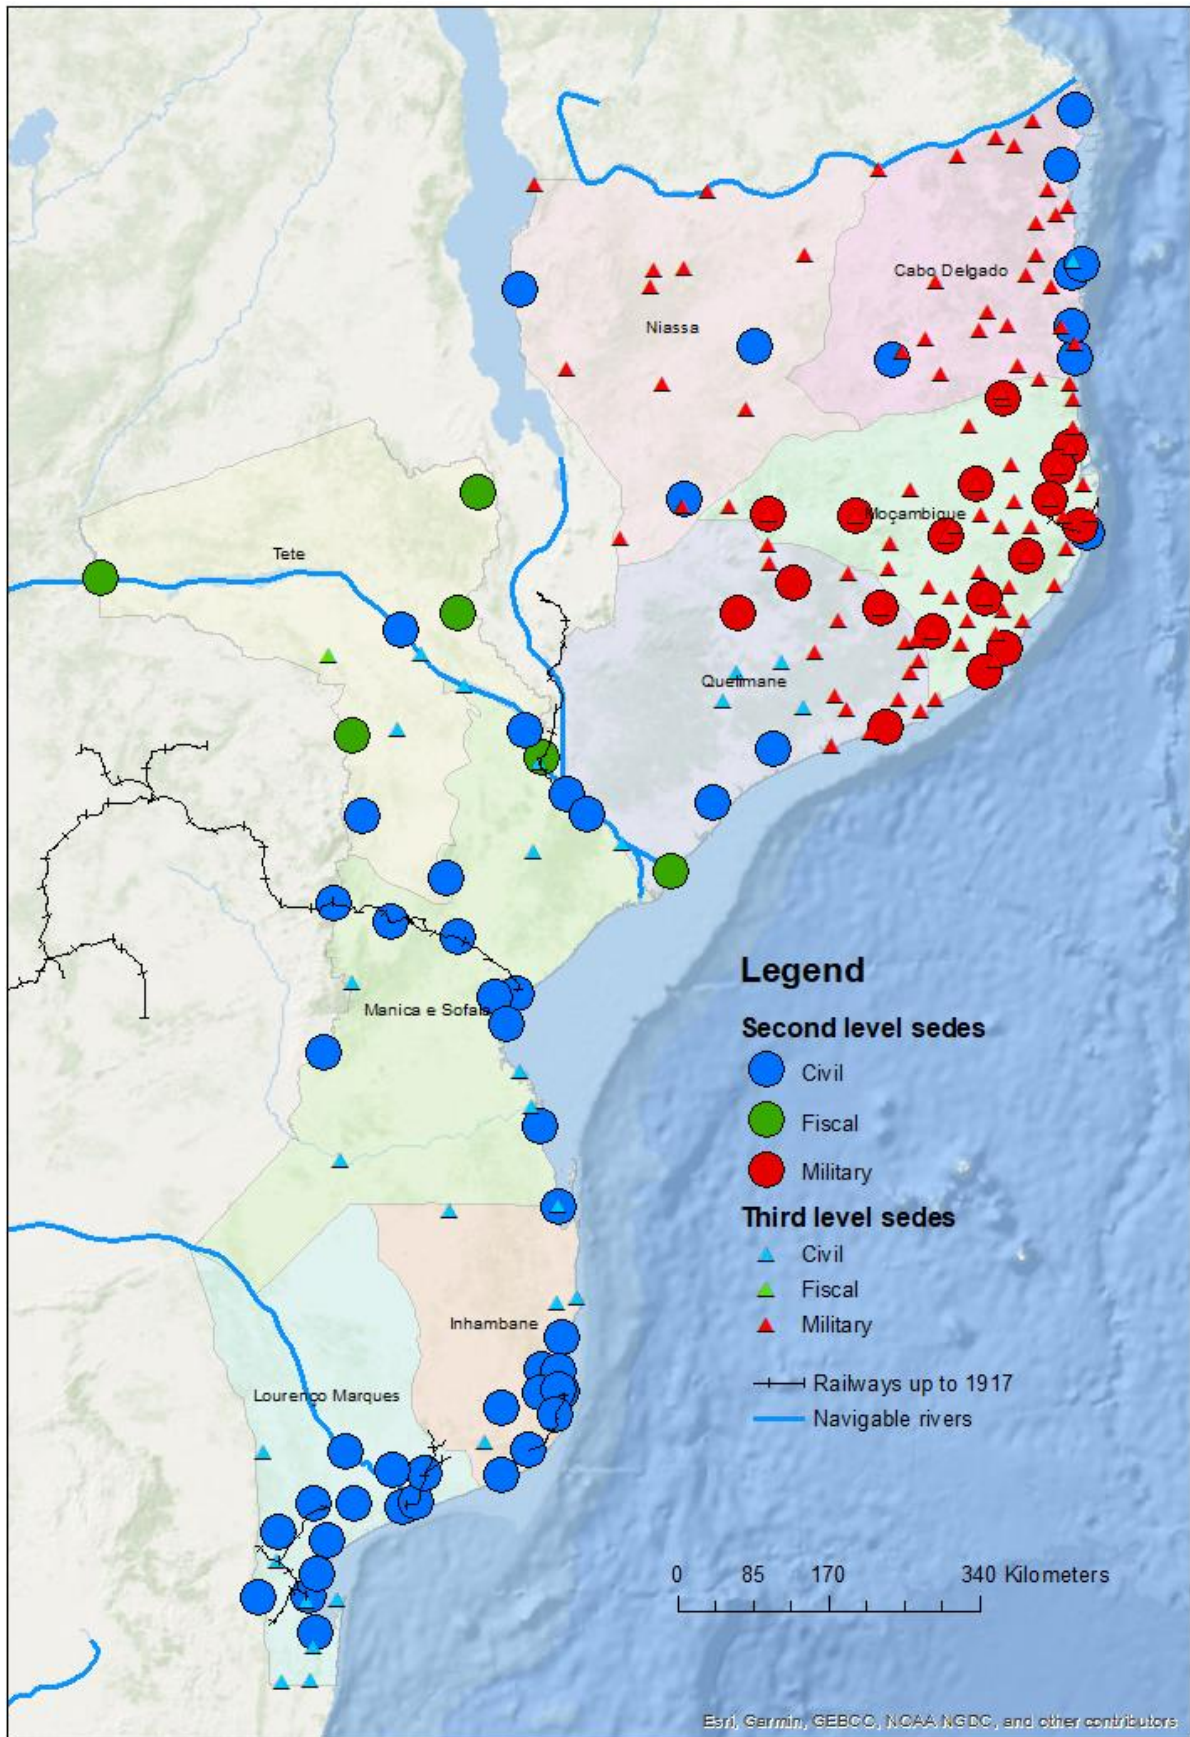 Cabo Delgado
Niassa
Moçambique
Tete
Quelimane
Manica e Sofala
Inhambane
Lourenço Marques
Legend
Second level sedes
Civil
Fiscal
Military
Third level sedes
Civil
Fiscal
Military
Railways up to 1917
Navigable rivers
0 85 170 340 Kilometers
Esri, Garmin, GEBCO, NOAA NGDC, and other contributors